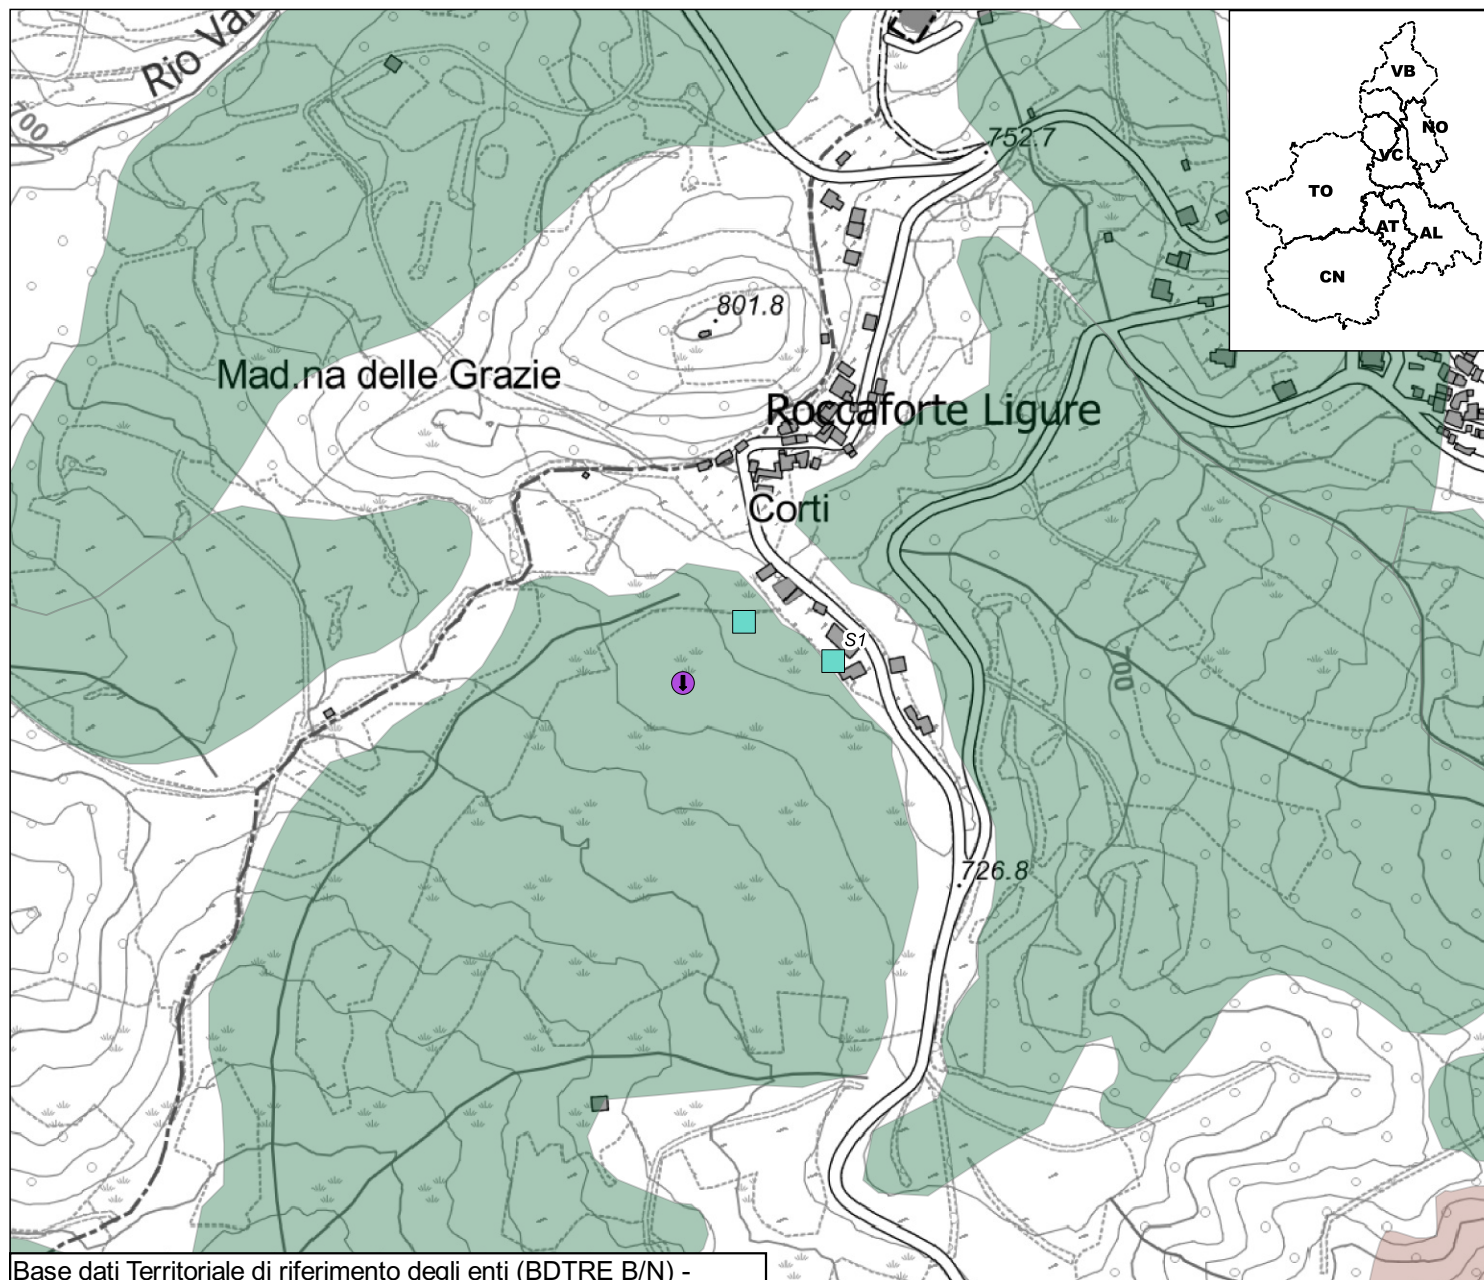 Rio Va
700
752.7
VB
NO
VC
TO
AT
AL
CN
801.8
Mad.na delle Grazie
Roccaforte Ligure
Corti
S1
700
726.8
Base dati Territoriale di riferimento degli enti (BDTRE B/N) -